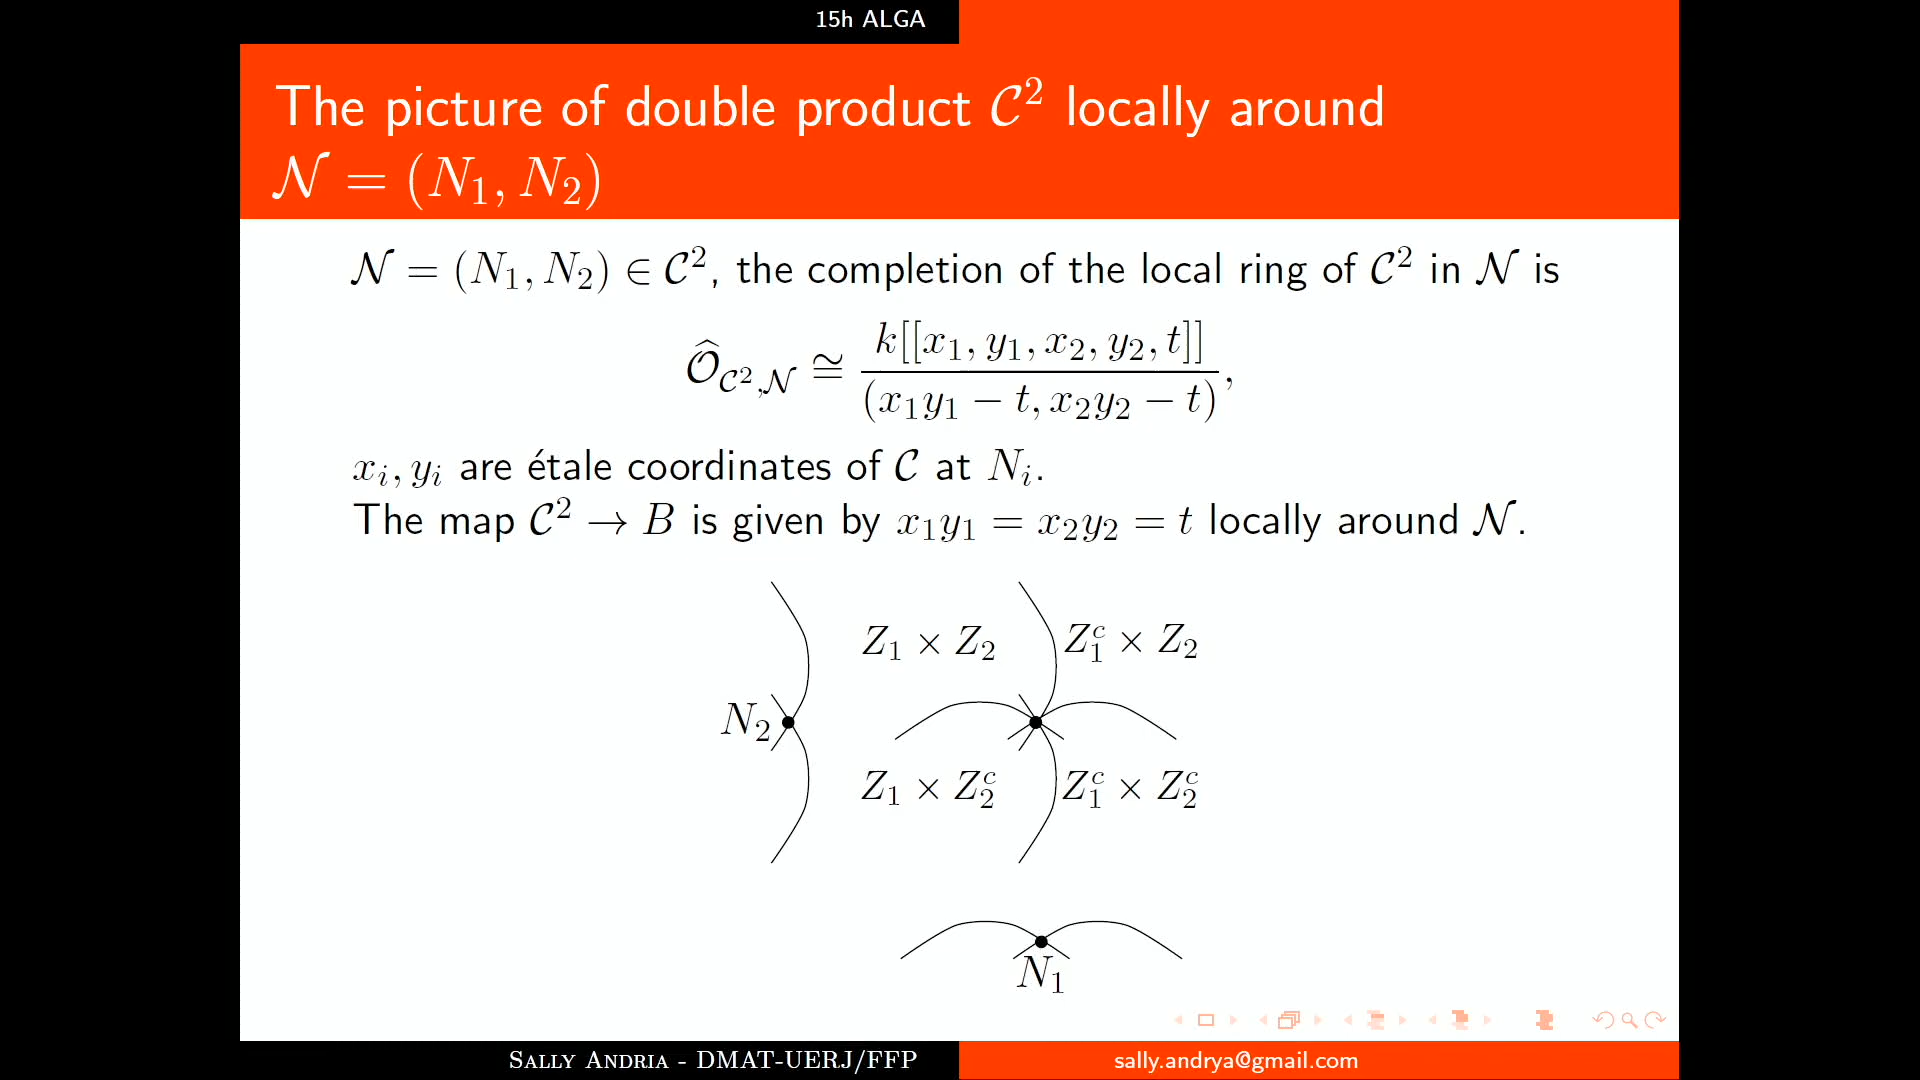 15h ALGA
The picture of double product 𝒞² locally around
𝒩 = (N₁, N₂)
𝒩 = (N₁, N₂) ∈ 𝒞², the completion of the local ring of 𝒞² in 𝒩 is
𝒪̂_{𝒞²,𝒩} ≅ k[[x₁, y₁, x₂, y₂, t]] / (x₁y₁ − t, x₂y₂ − t),
xᵢ, yᵢ are étale coordinates of 𝒞 at Nᵢ.
The map 𝒞² → B is given by x₁y₁ = x₂y₂ = t locally around 𝒩.
Z₁ × Z₂ Z₁ᶜ × Z₂
N₂
Z₁ × Z₂ᶜ Z₁ᶜ × Z₂ᶜ
N₁
Sally Andria - DMAT-UERJ/FFP sally.andrya@gmail.com